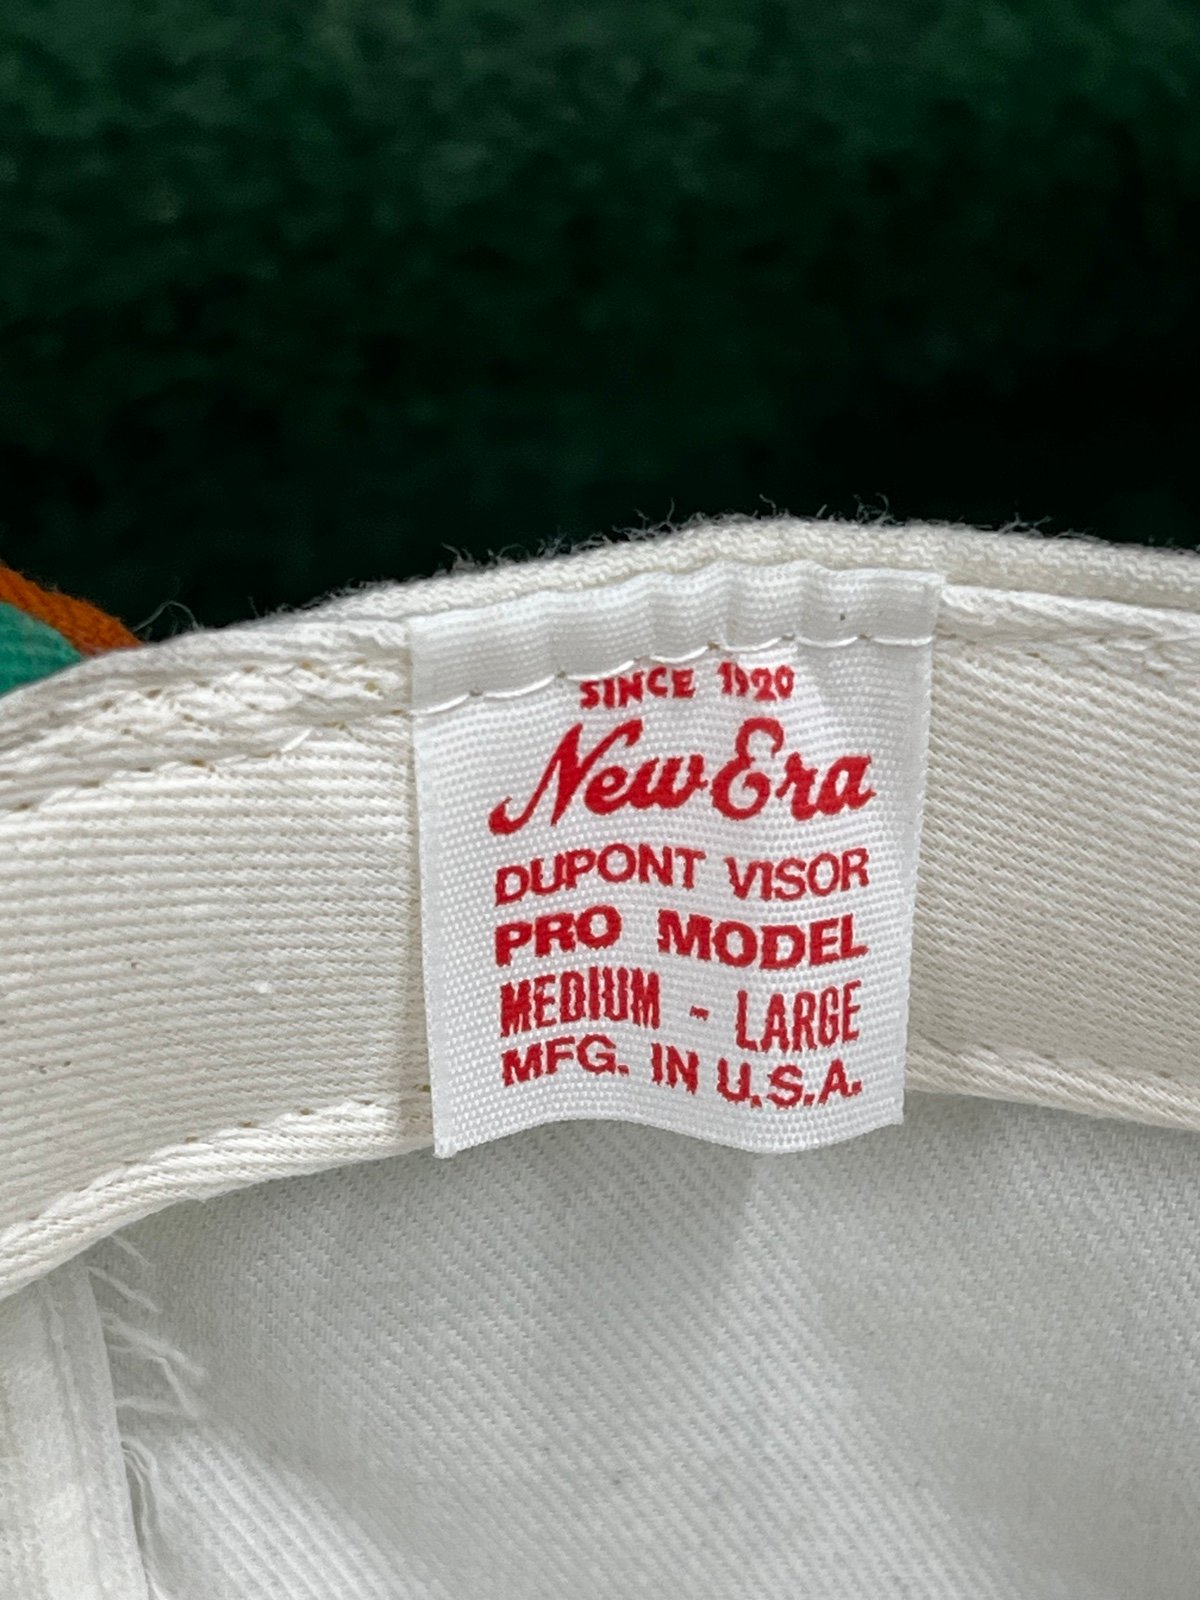 SINCE 1920
New Era
DUPONT VISOR
PRO MODEL
MEDIUM - LARGE
MFG. IN U.S.A.